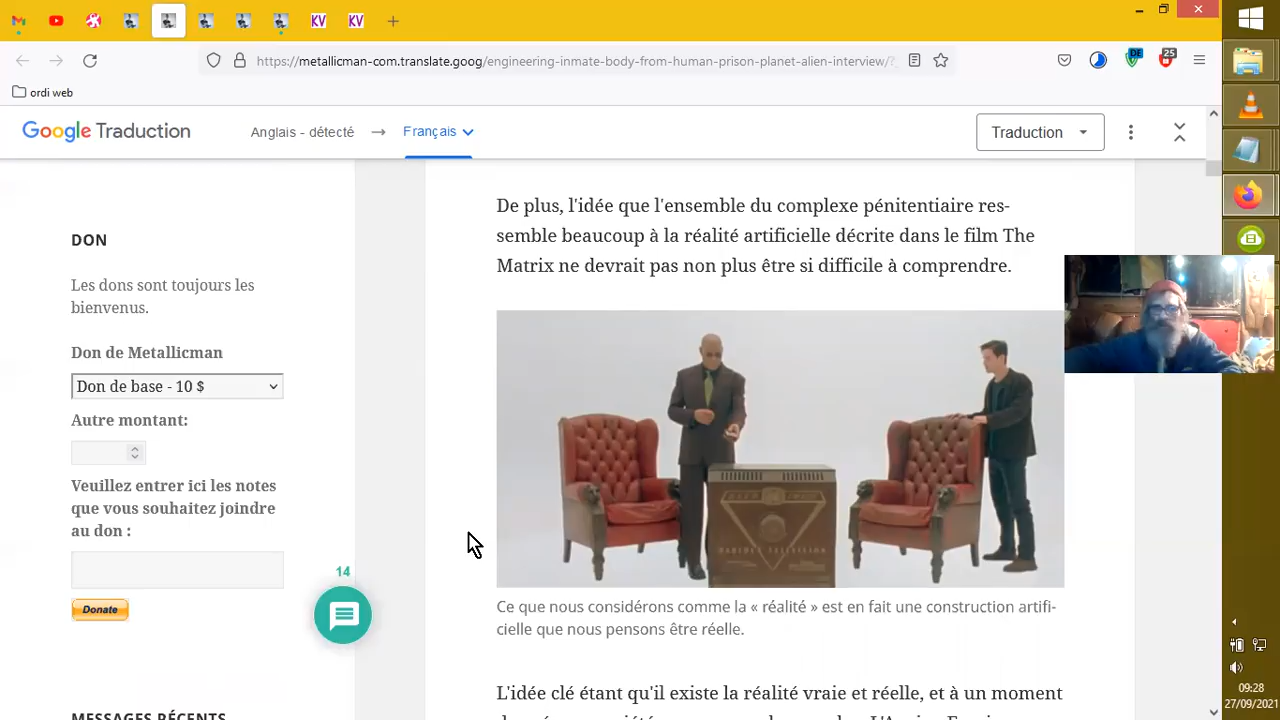 KV
KV
https://metallicman-com.translate.goog/engineering-inmate-body-from-human-prison-planet-alien-interview/?
DE
25
ordi web
Google Traduction
Anglais - détecté
Français
Traduction
De plus, l'idée que l'ensemble du complexe pénitentiaire res-
semble beaucoup à la réalité artificielle décrite dans le film The
Matrix ne devrait pas non plus être si difficile à comprendre.
DON
Les dons sont toujours les
bienvenus.
Don de Metallicman
Don de base - 10 $
Autre montant:
Veuillez entrer ici les notes
que vous souhaitez joindre
au don :
14
Donate
Ce que nous considérons comme la « réalité » est en fait une construction artifi-
cielle que nous pensons être réelle.
L'idée clé étant qu'il existe la réalité vraie et réelle, et à un moment
MESSAGES RÉCENTS
09:28
27/09/2021